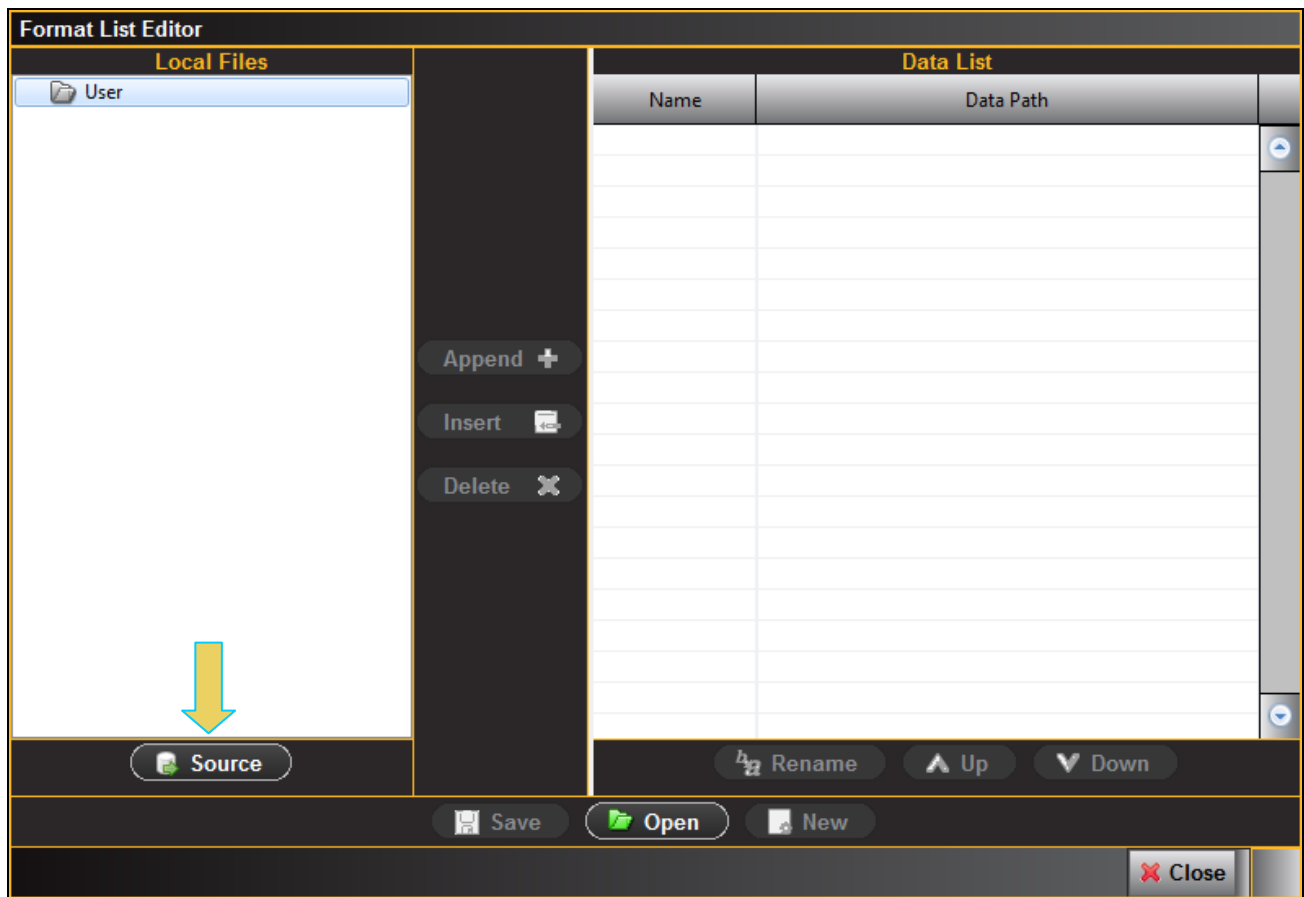 Format List Editor
Local Files
User
Append
Insert
Delete
Source
Data List
Name Data Path
Rename Up Down
Save Open New
Close